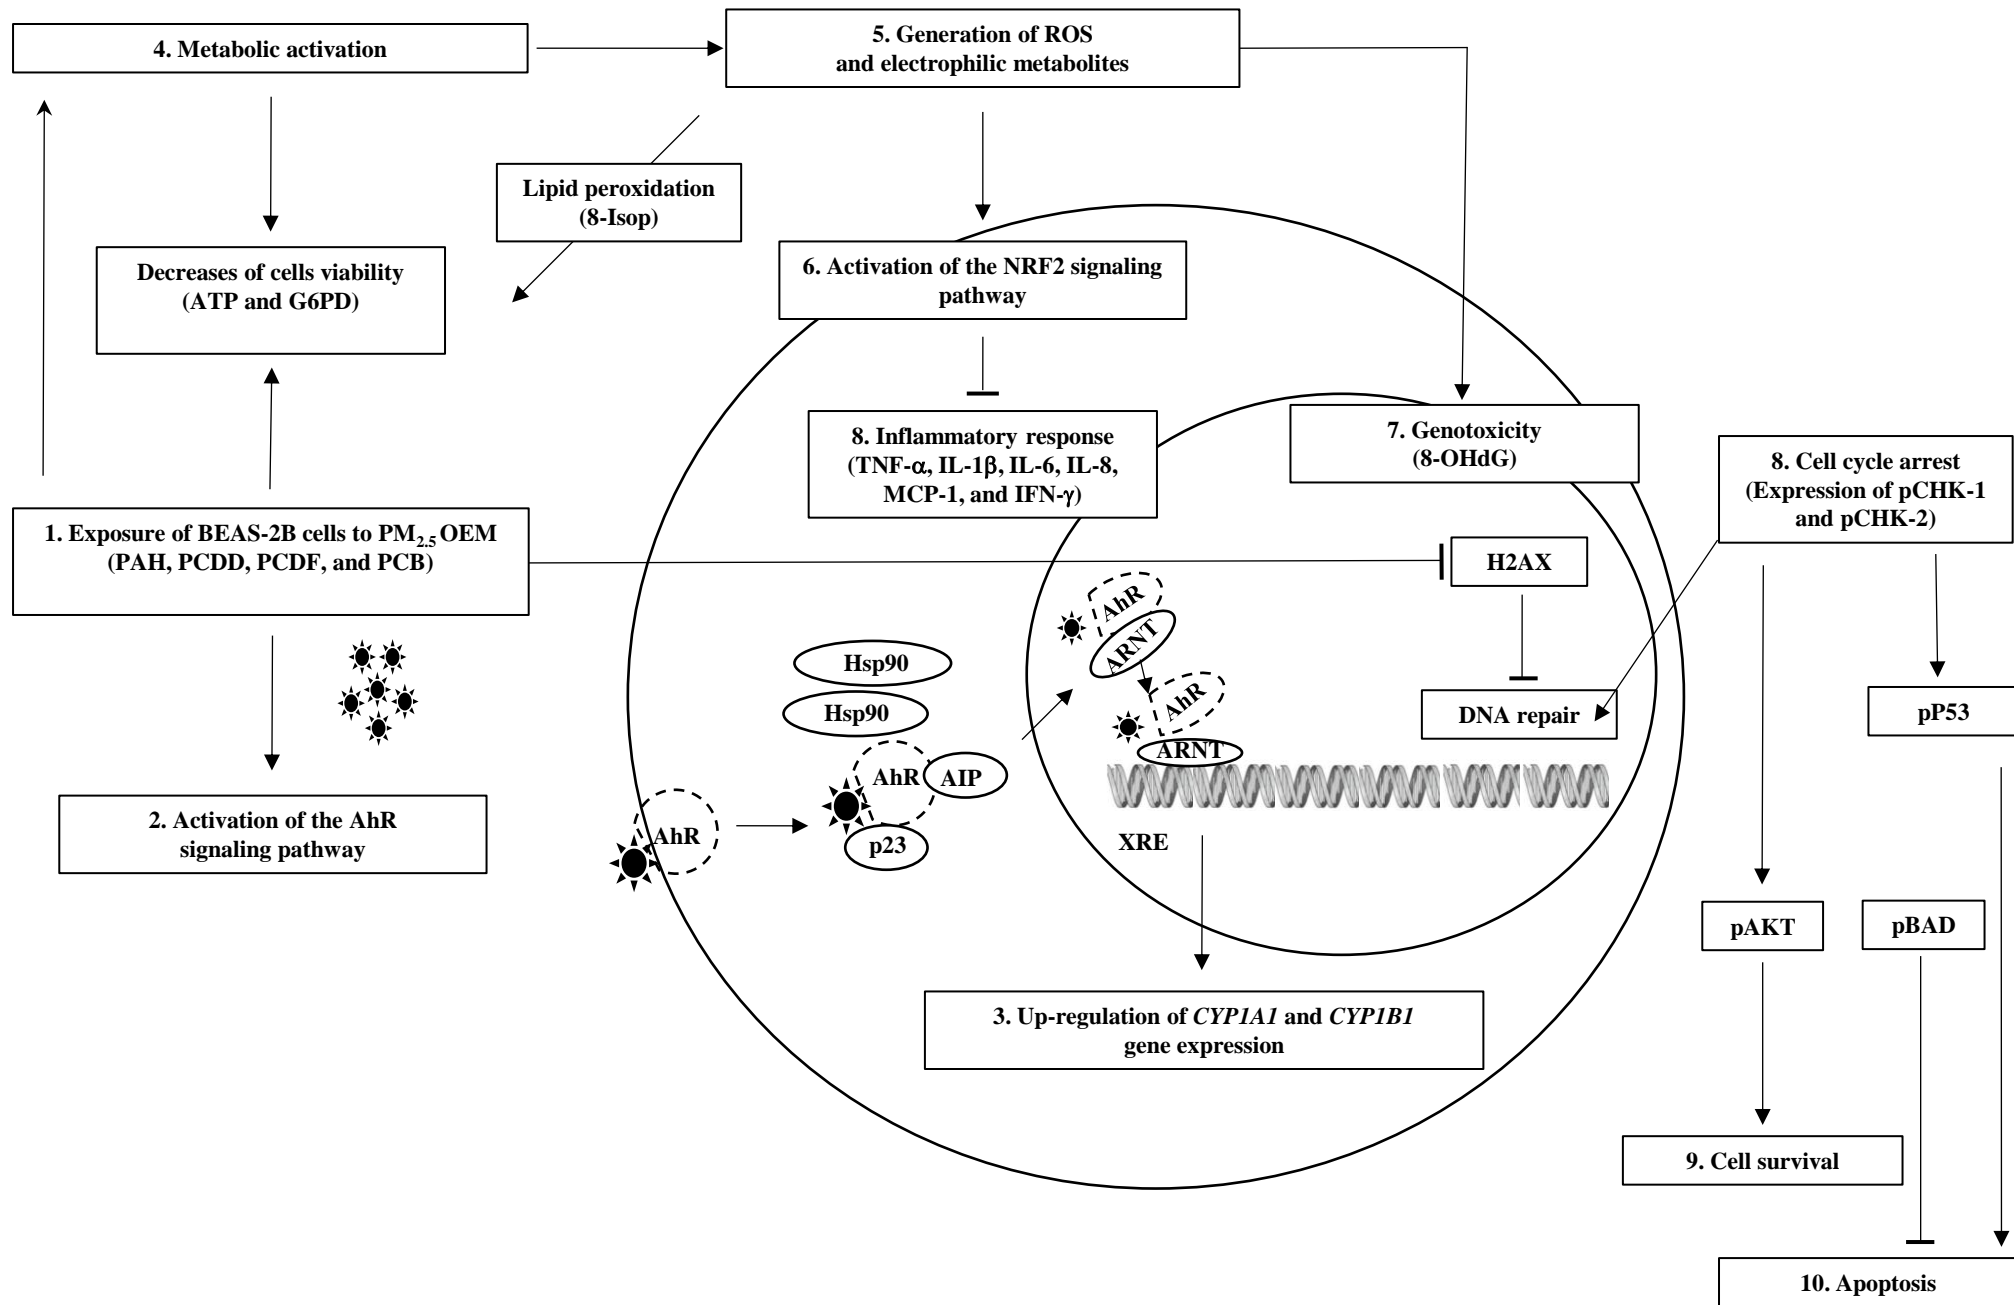 4. Metabolic activation
5. Generation of ROS
and electrophilic metabolites
Lipid peroxidation
(8-Isop)
Decreases of cells viability
(ATP and G6PD)
6. Activation of the NRF2 signaling
pathway
8. Inflammatory response
(TNF-α, IL-1β, IL-6, IL-8,
MCP-1, and IFN-γ)
7. Genotoxicity
(8-OHdG)
8. Cell cycle arrest
(Expression of pCHK-1
and pCHK-2)
1. Exposure of BEAS-2B cells to PM2.5 OEM
(PAH, PCDD, PCDF, and PCB)
H2AX
AhR
ARNT
Hsp90
Hsp90
AhR
ARNT
DNA repair
pP53
AhR
AIP
p23
AhR
2. Activation of the AhR
signaling pathway
XRE
pAKT
pBAD
3. Up-regulation of CYP1A1 and CYP1B1
gene expression
9. Cell survival
10. Apoptosis